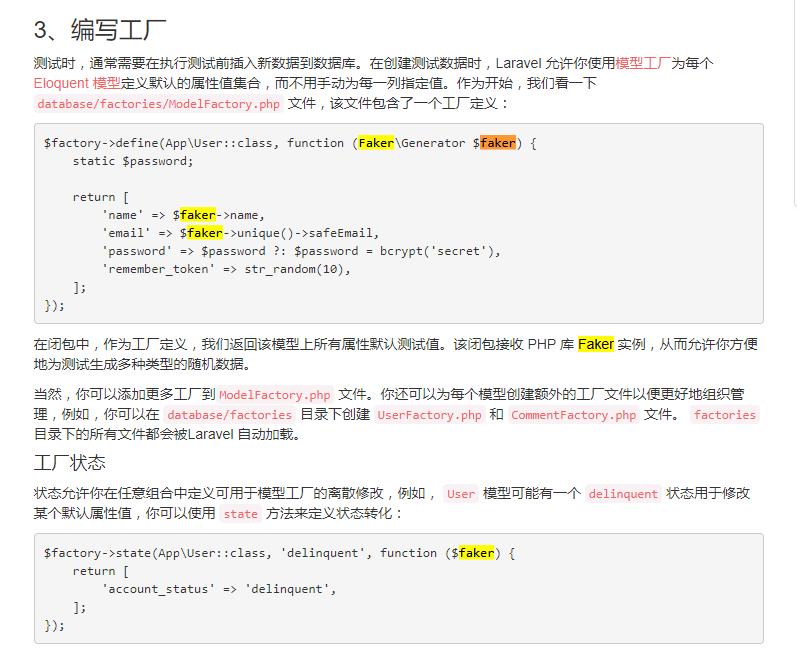 3、编写工厂
测试时，通常需要在执行测试前插入新数据到数据库。在创建测试数据时，Laravel 允许你使用模型工厂为每个
Eloquent 模型定义默认的属性值集合，而不用手动为每一列指定值。作为开始，我们看一下
database/factories/ModelFactory.php 文件，该文件包含了一个工厂定义：
$factory->define(App\User::class, function (Faker\Generator $faker) {
    static $password;
    return [
        'name' => $faker->name,
        'email' => $faker->unique()->safeEmail,
        'password' => $password ?: $password = bcrypt('secret'),
        'remember_token' => str_random(10),
    ];
});
在闭包中，作为工厂定义，我们返回该模型上所有属性默认测试值。该闭包接收 PHP 库 Faker 实例，从而允许你方便
地为测试生成多种类型的随机数据。
当然，你可以添加更多工厂到 ModelFactory.php 文件。你还可以为每个模型创建额外的工厂文件以便更好地组织管
理，例如，你可以在 database/factories 目录下创建 UserFactory.php 和 CommentFactory.php 文件。 factories
目录下的所有文件都会被Laravel 自动加载。
工厂状态
状态允许你在任意组合中定义可用于模型工厂的离散修改，例如， User 模型可能有一个 delinquent 状态用于修改
某个默认属性值，你可以使用 state 方法来定义状态转化：
$factory->state(App\User::class, 'delinquent', function ($faker) {
    return [
        'account_status' => 'delinquent',
    ];
});